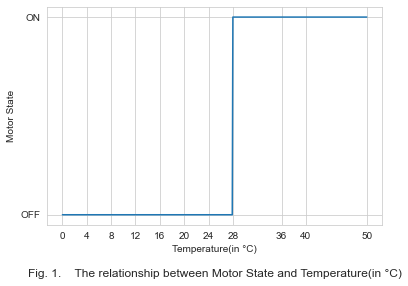 ON
Motor State
OFF
0 4 8 12 16 20 24 28 36 40 50
Temperature(in °C)
Fig. 1. The relationship between Motor State and Temperature(in °C)